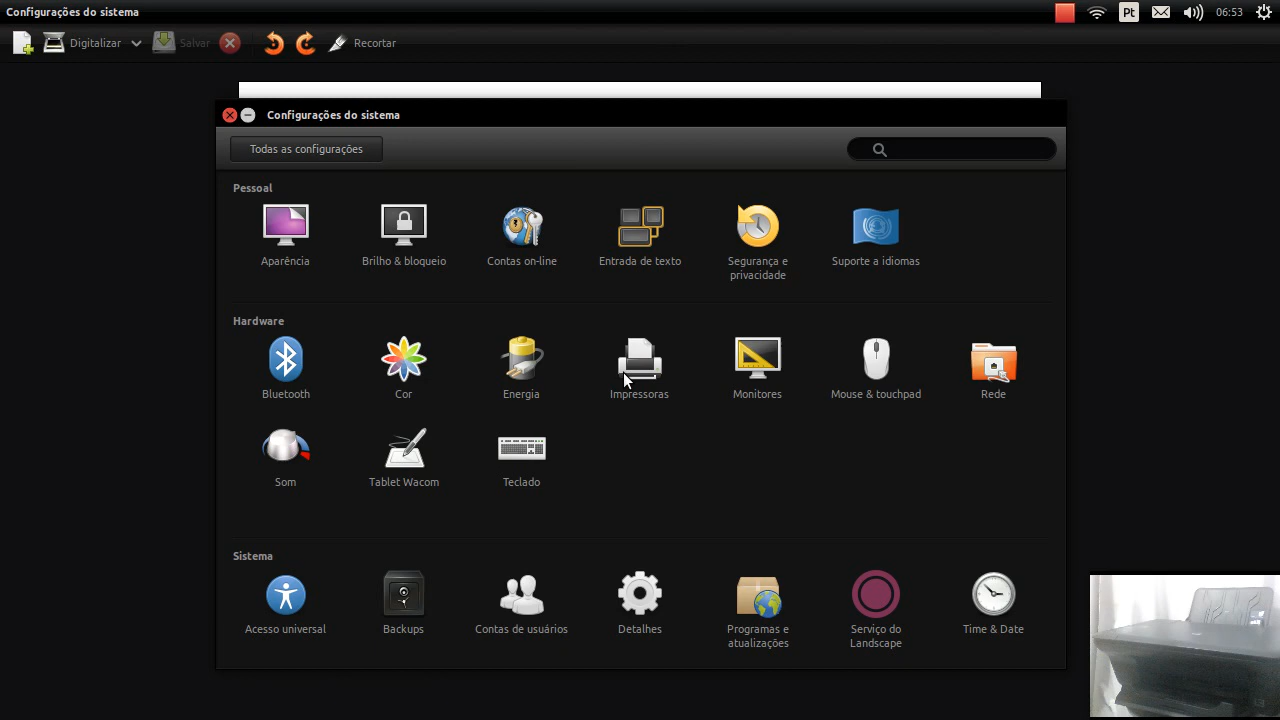 Configurações do sistema
Pt
06:53
Digitalizar
Salvar
Recortar
Configurações do sistema
Todas as configurações
Pessoal
Aparência
Brilho & bloqueio
Contas on-line
Entrada de texto
Segurança e
privacidade
Suporte a idiomas
Hardware
Bluetooth
Cor
Energia
Impressoras
Monitores
Mouse & touchpad
Rede
Som
Tablet Wacom
Teclado
Sistema
Acesso universal
Backups
Contas de usuários
Detalhes
Programas e
atualizações
Serviço do
Landscape
Time & Date